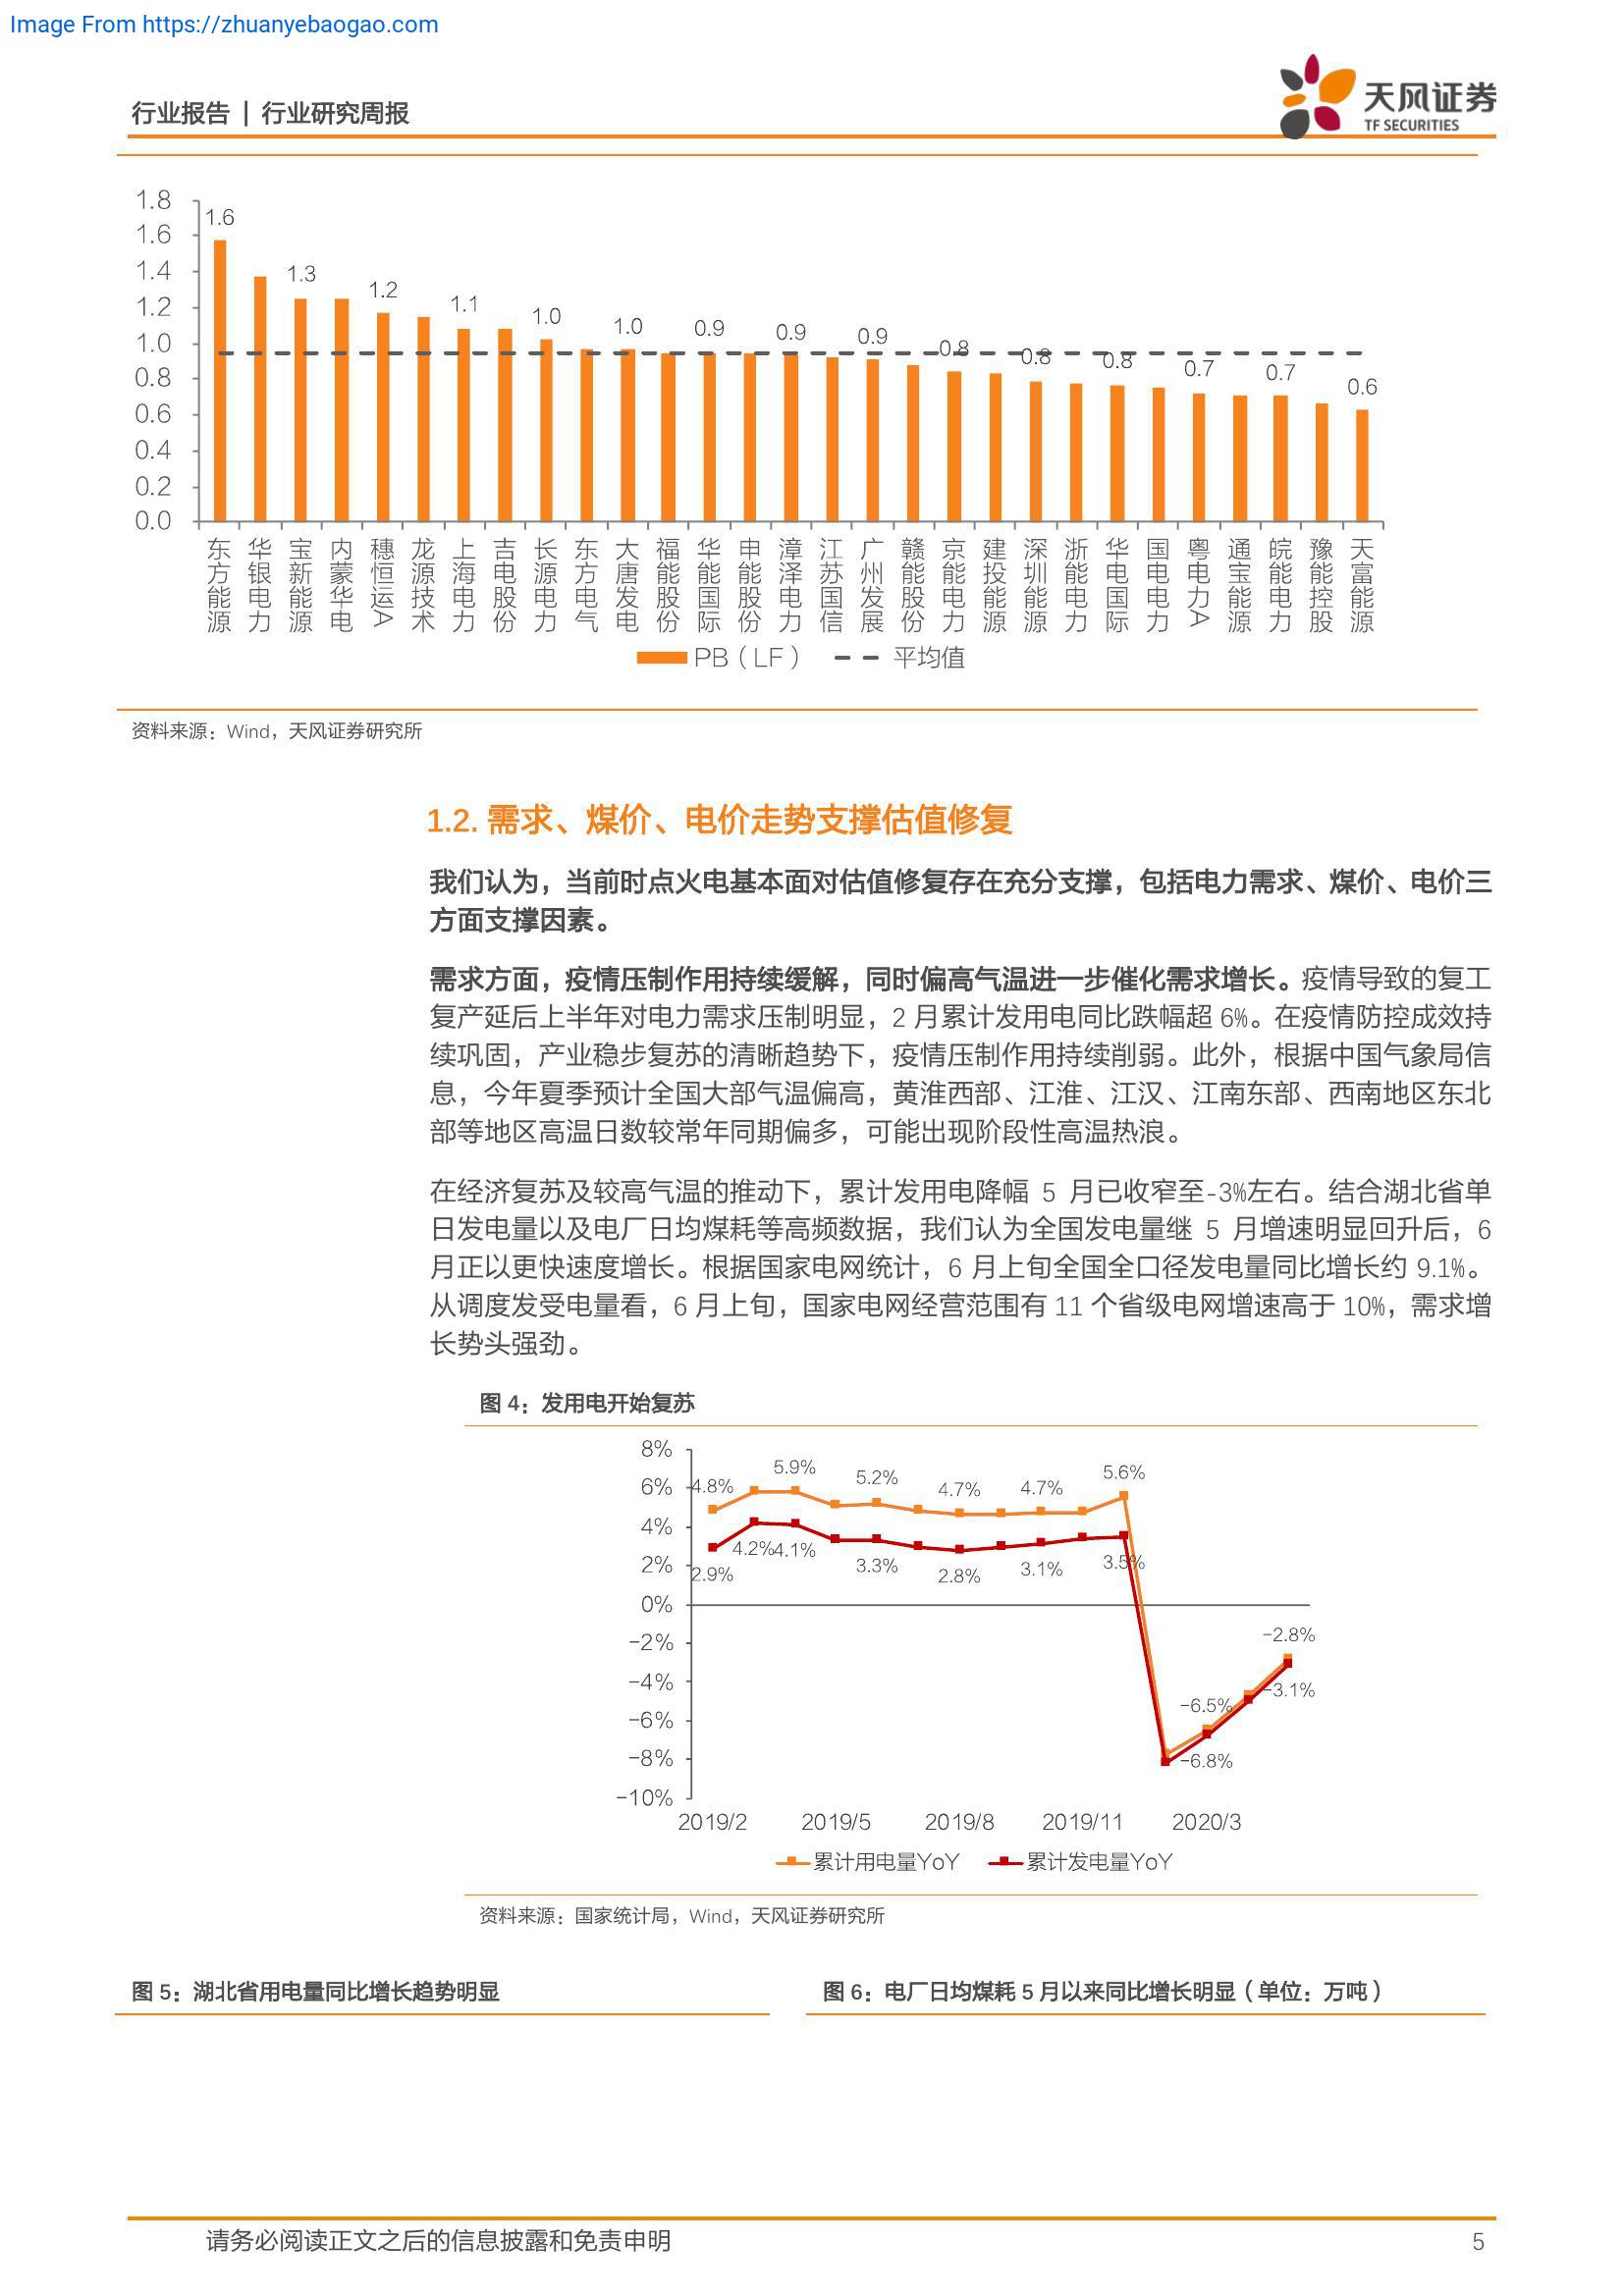 Image From https://zhuanyebaogao.com
行业报告 | 行业研究周报
天风证券
TF SECURITIES
1.8
1.6
1.4
1.2
1.0
0.8
0.6
0.4
0.2
0.0
1.6
1.3
1.2
1.1
1.0
1.0
0.9
0.9
0.9
0.8
0.8
0.8
0.7
0.7
0.6
东方能源
华银电力
宝新能源
内蒙华电
穗恒运A
龙源技术
上海电力
吉电股份
长源电力
东方电气
大唐发电
福能股份
华能国际
申能股份
漳泽电力
江苏国信
广州发展
赣能股份
京能电力
建投能源
深圳能源
浙能电力
华电国际
国电电力
粤电力A
通宝能源
皖能电力
豫能控股
天富能源
PB（LF） 平均值
资料来源：Wind，天风证券研究所
1.2. 需求、煤价、电价走势支撑估值修复
我们认为，当前时点火电基本面对估值修复存在充分支撑，包括电力需求、煤价、电价三
方面支撑因素。
需求方面，疫情压制作用持续缓解，同时偏高气温进一步催化需求增长。疫情导致的复工
复产延后上半年对电力需求压制明显，2 月累计发用电同比跌幅超 6%。在疫情防控成效持
续巩固，产业稳步复苏的清晰趋势下，疫情压制作用持续削弱。此外，根据中国气象局信
息，今年夏季预计全国大部气温偏高，黄淮西部、江淮、江汉、江南东部、西南地区东北
部等地区高温日数较常年同期偏多，可能出现阶段性高温热浪。
在经济复苏及较高气温的推动下，累计发用电降幅 5 月已收窄至-3%左右。结合湖北省单
日发电量以及电厂日均煤耗等高频数据，我们认为全国发电量继 5 月增速明显回升后，6
月正以更快速度增长。根据国家电网统计，6 月上旬全国全口径发电量同比增长约 9.1%。
从调度发受电量看，6 月上旬，国家电网经营范围有 11 个省级电网增速高于 10%，需求增
长势头强劲。
图 4：发用电开始复苏
8%
6%
4%
2%
0%
-2%
-4%
-6%
-8%
-10%
4.8%
5.9%
5.2%
4.7%
4.7%
5.6%
2.9%
4.2%
4.1%
3.3%
2.8%
3.1%
3.5%
-2.8%
-3.1%
-6.5%
-6.8%
2019/2 2019/5 2019/8 2019/11 2020/3
累计用电量YoY 累计发电量YoY
资料来源：国家统计局，Wind，天风证券研究所
图 5：湖北省用电量同比增长趋势明显
图 6：电厂日均煤耗 5 月以来同比增长明显（单位：万吨）
请务必阅读正文之后的信息披露和免责申明
5